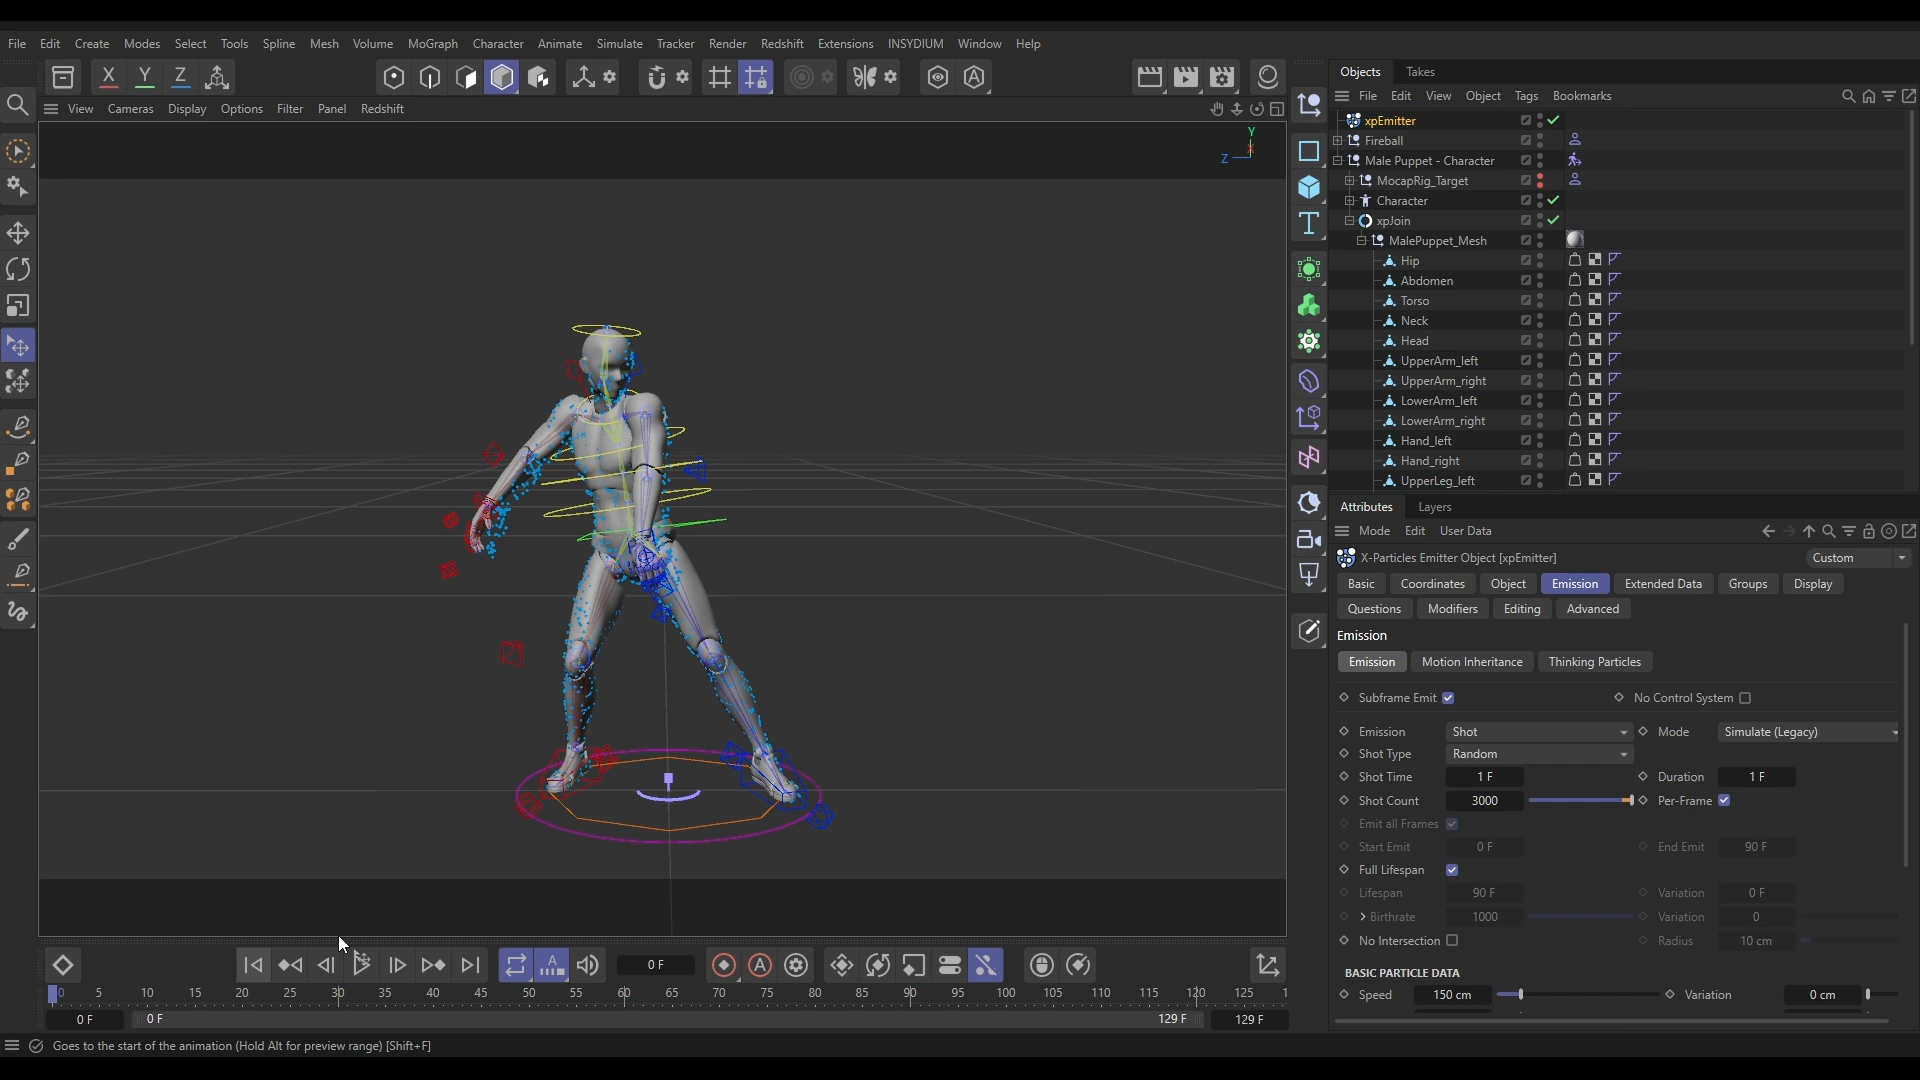 File Edit Create Modes Select Tools Spline Mesh Volume MoGraph Character Animate Simulate Tracker Render Redshift Extensions INSYDIUM Window Help
X Y Z
View Cameras Display Options Filter Panel Redshift
Y
Z X
Objects Takes
File Edit View Object Tags Bookmarks
xpEmitter
Fireball
Male Puppet - Character
MocapRig_Target
Character
xpJoin
MalePuppet_Mesh
Hip
Abdomen
Torso
Neck
Head
UpperArm_left
UpperArm_right
LowerArm_left
LowerArm_right
Hand_left
Hand_right
UpperLeg_left
Attributes Layers
Mode Edit User Data
X-Particles Emitter Object [xpEmitter] Custom
Basic Coordinates Object Emission Extended Data Groups Display
Questions Modifiers Editing Advanced
Emission
Emission Motion Inheritance Thinking Particles
Subframe Emit No Control System
Emission Shot Mode Simulate (Legacy)
Shot Type Random
Shot Time 1 F Duration 1 F
Shot Count 3000 Per-Frame
Emit all Frames
Start Emit 0 F End Emit 90 F
Full Lifespan
Lifespan 90 F Variation 0 F
Birthrate 1000 Variation 0
No Intersection Radius 10 cm
BASIC PARTICLE DATA
Speed 150 cm Variation 0 cm
0 F
0 5 10 15 20 25 30 35 40 45 50 55 60 65 70 75 80 85 90 95 100 105 110 115 120 125 1
0 F 0 F 129 F 129 F
Goes to the start of the animation (Hold Alt for preview range) [Shift+F]